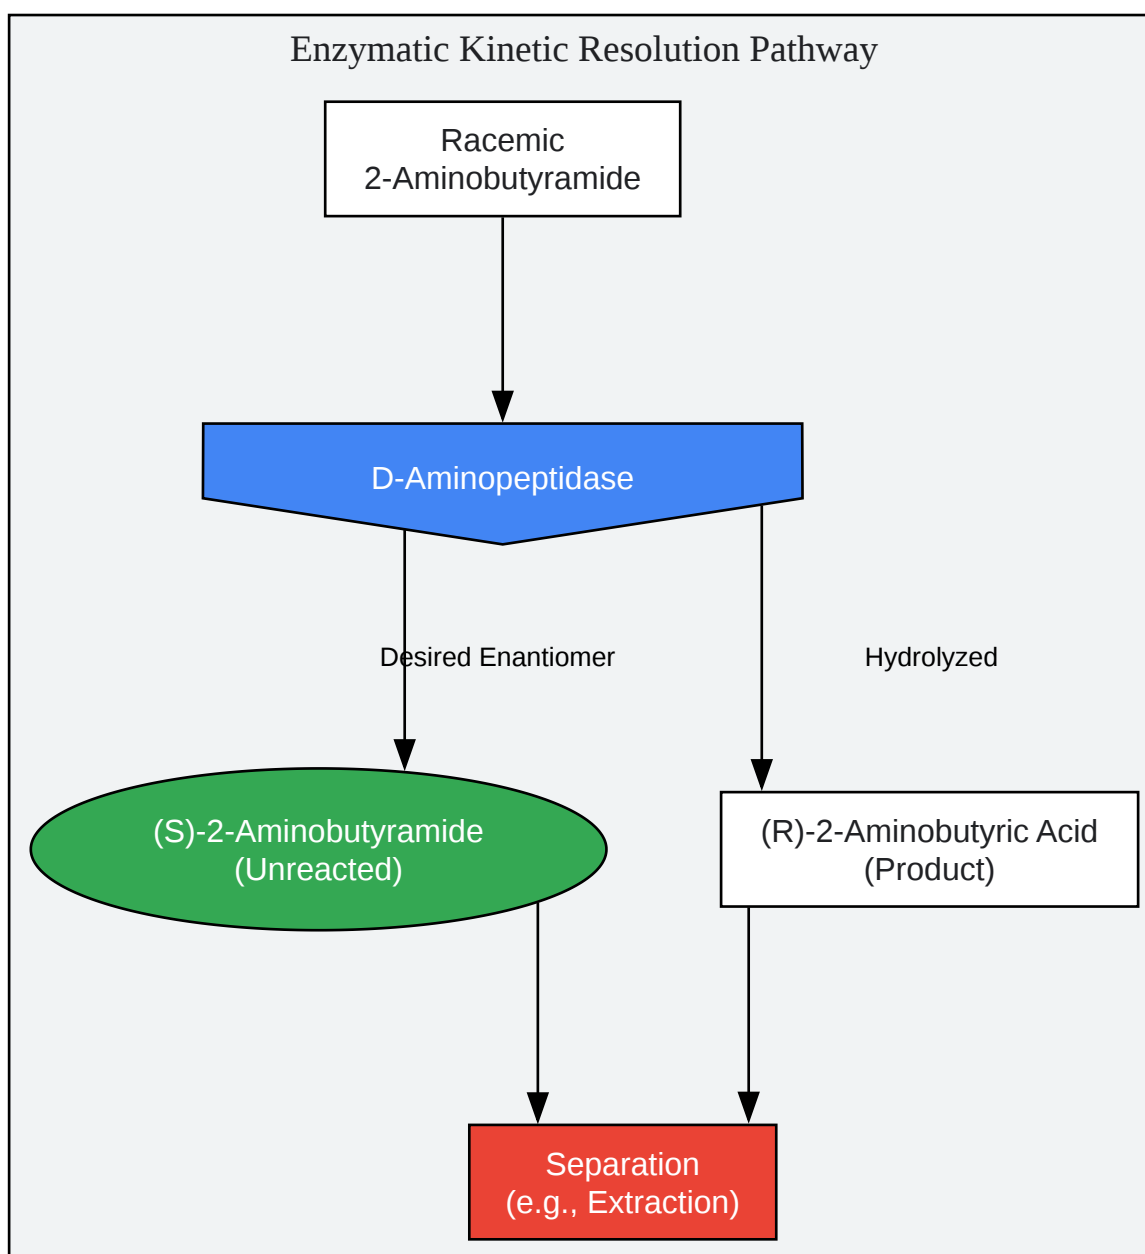 Enzymatic Kinetic Resolution Pathway
Racemic
2-Aminobutyramide
D-Aminopeptidase
Desired Enantiomer
Hydrolyzed
(S)-2-Aminobutyramide
(Unreacted)
(R)-2-Aminobutyric Acid
(Product)
Separation
(e.g., Extraction)